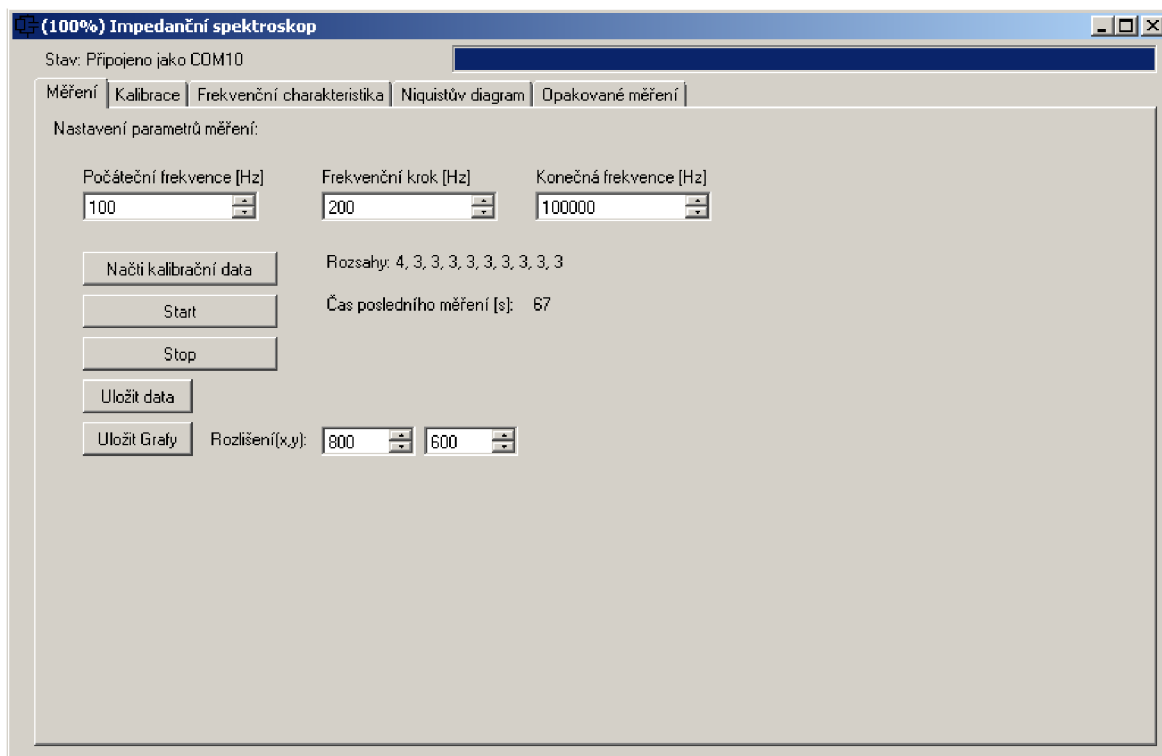 (100%) Impedanční spektroskop
Stav: Připojeno jako COM10
Měření Kalibrace Frekvenční charakteristika Niquistův diagram Opakované měření
Nastavení parametrů měření:
Počáteční frekvence [Hz] Frekvenční krok [Hz] Konečná frekvence [Hz]
100 200 100000
Načti kalibrační data Rozsahy: 4, 3, 3, 3, 3, 3, 3, 3, 3, 3
Start Čas posledního měření [s]: 67
Stop
Uložit data
Uložit Grafy Rozlišení(x,y): 800 600